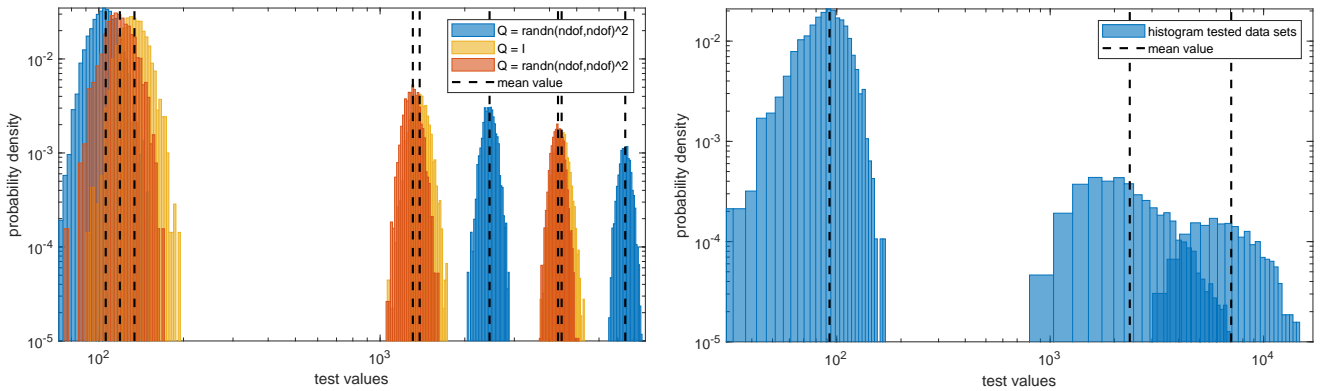 Q = randn(ndof,ndof)^2
Q = I
Q = randn(ndof,ndof)^2
mean value
probability density
10^-2
10^-3
10^-4
10^-5
10^2
10^3
test values
histogram tested data sets
mean value
probability density
10^-2
10^-3
10^-4
10^-5
10^2
10^3
10^4
test values